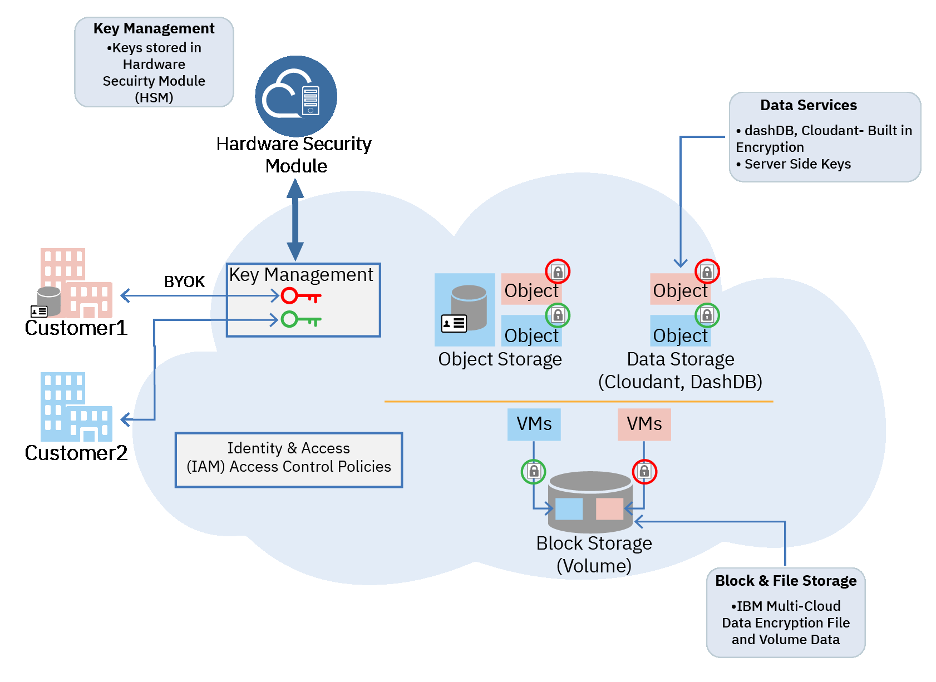 Key Management
•Keys stored in
Hardware
Secuirty Module
(HSM)
Hardware Security
Module
Data Services
• dashDB, Cloudant- Built in
Encryption
• Server Side Keys
BYOK
Key Management
Customer1
Customer2
Object
Object
Object Storage
Object
Object
Data Storage
(Cloudant, DashDB)
VMs
VMs
Identity & Access
(IAM) Access Control Policies
Block Storage
(Volume)
Block & File Storage
•IBM Multi-Cloud
Data Encryption File
and Volume Data